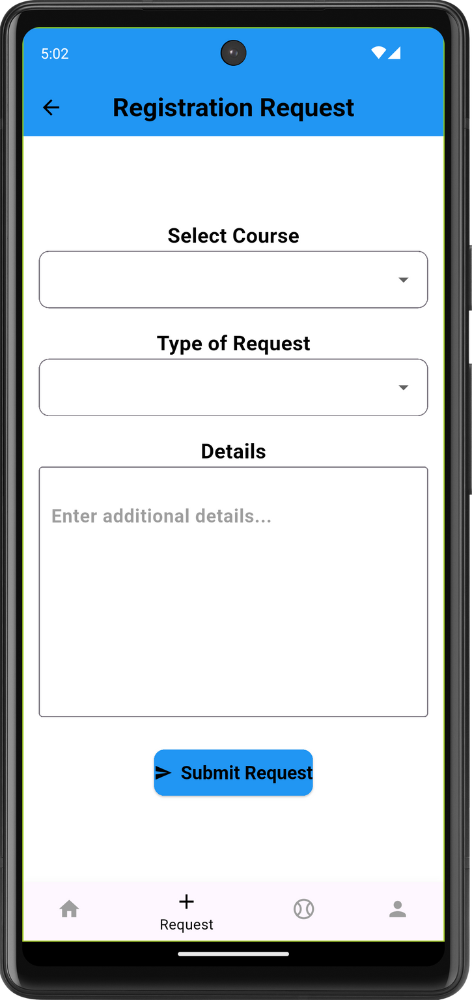 5:02
Registration Request
Select Course
Type of Request
Details
Enter additional details...
Submit Request
Request